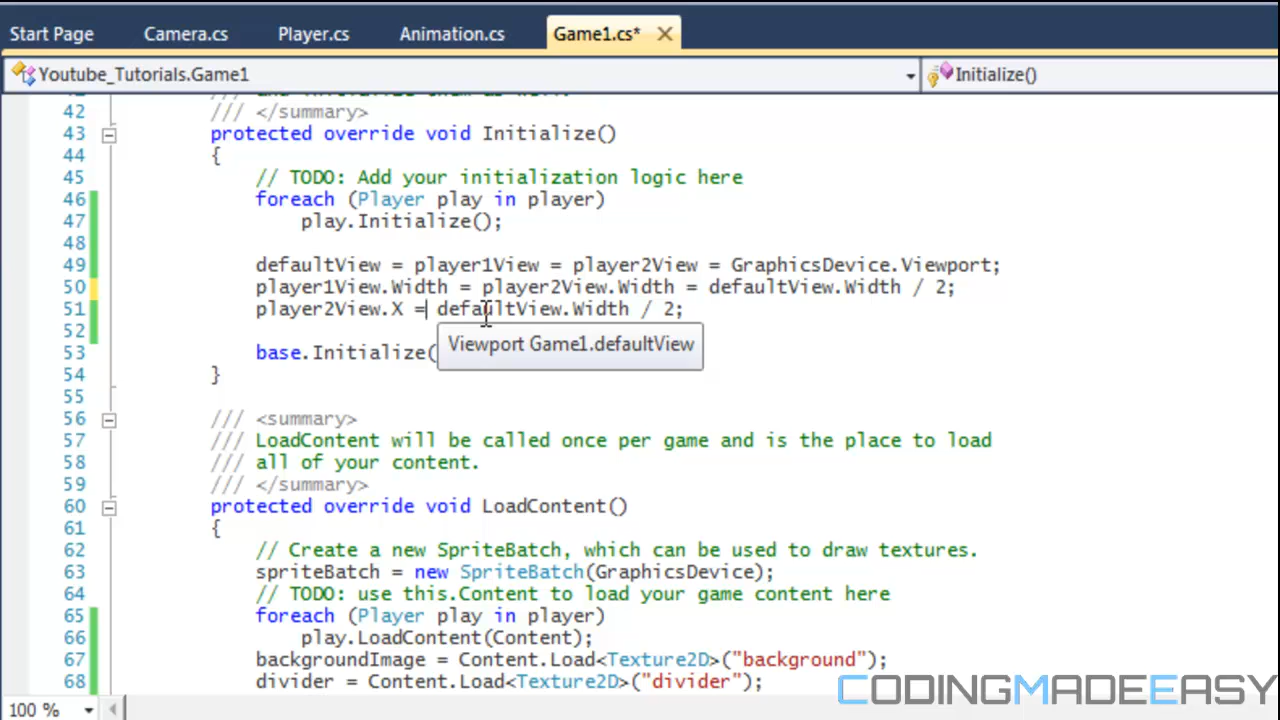 Start Page Camera.cs Player.cs Animation.cs Game1.cs*
Youtube_Tutorials.Game1 Initialize()
42 /// </summary>
43 protected override void Initialize()
44 {
45 // TODO: Add your initialization logic here
46 foreach (Player play in player)
47 play.Initialize();
48
49 defaultView = player1View = player2View = GraphicsDevice.Viewport;
50 player1View.Width = player2View.Width = defaultView.Width / 2;
51 player2View.X = defaultView.Width / 2;
52
Viewport Game1.defaultView
53 base.Initialize(
54 }
55
56 /// <summary>
57 /// LoadContent will be called once per game and is the place to load
58 /// all of your content.
59 /// </summary>
60 protected override void LoadContent()
61 {
62 // Create a new SpriteBatch, which can be used to draw textures.
63 spriteBatch = new SpriteBatch(GraphicsDevice);
64 // TODO: use this.Content to load your game content here
65 foreach (Player play in player)
66 play.LoadContent(Content);
67 backgroundImage = Content.Load<Texture2D>("background");
68 divider = Content.Load<Texture2D>("divider");
CODINGMADEEASY
100 %